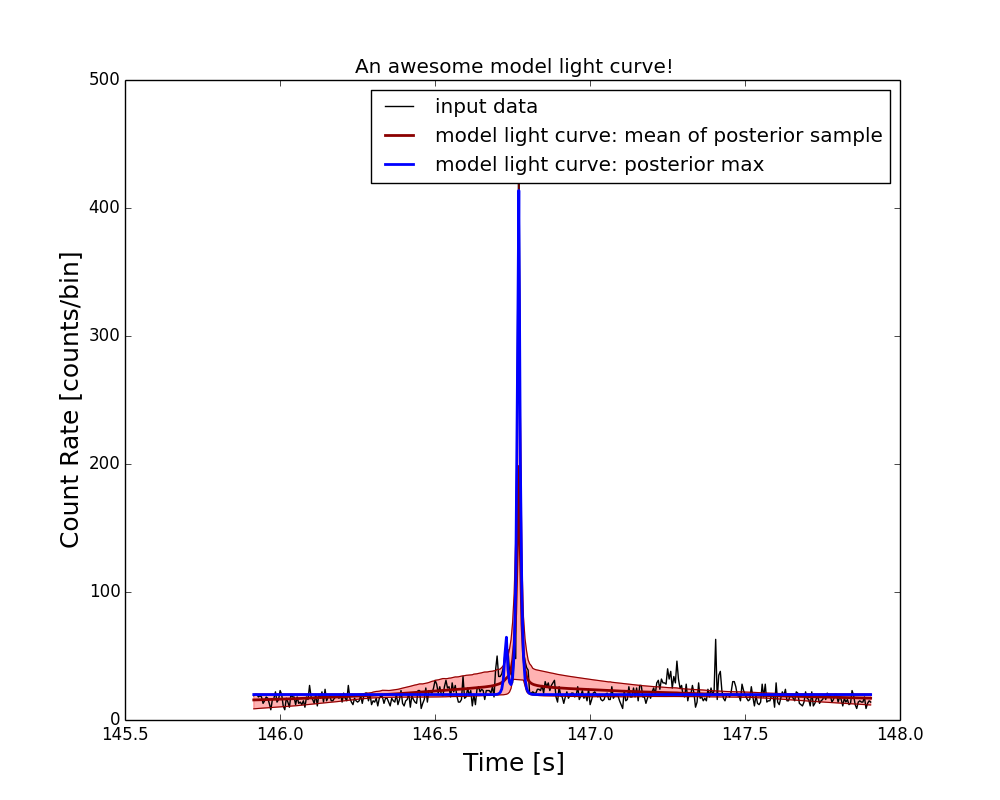 An awesome model light curve!
input data
model light curve: mean of posterior sample
model light curve: posterior max
Count Rate [counts/bin]
500
400
300
200
100
0
145.5 146.0 146.5 147.0 147.5 148.0
Time [s]